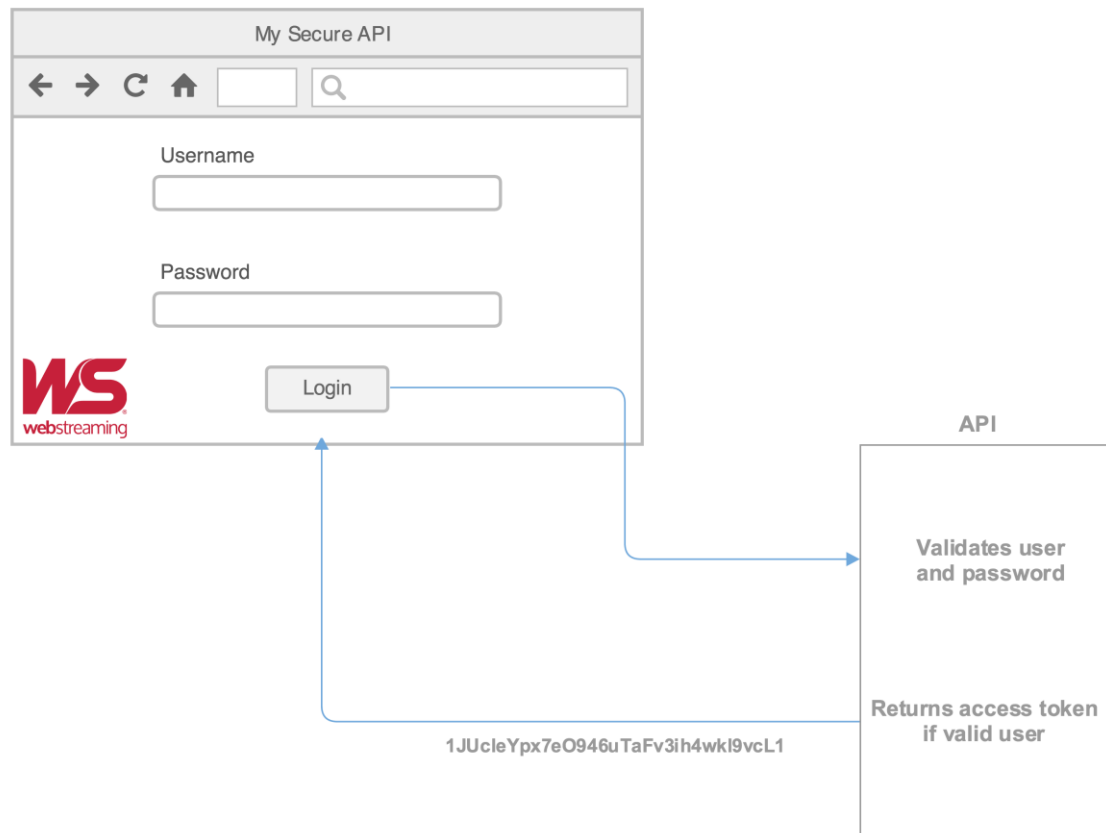 My Secure API
Username
Password
Login
WS
webstreaming
API
Validates user
and password
Returns access token
if valid user
1JUcleYpx7eO946uTaFv3ih4wkl9vcL1